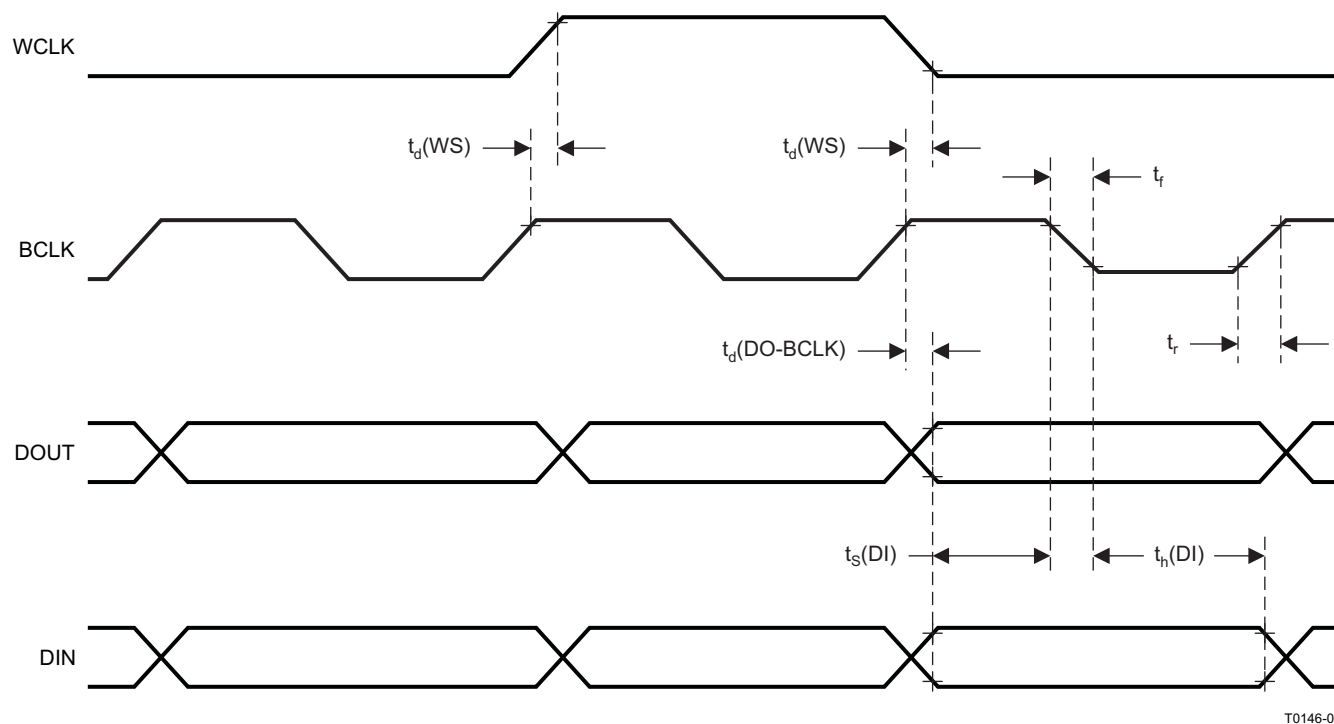 WCLK
td(WS)
td(WS)
tf
BCLK
td(DO-BCLK)
tr
DOUT
tS(DI)
th(DI)
DIN
T0146-0